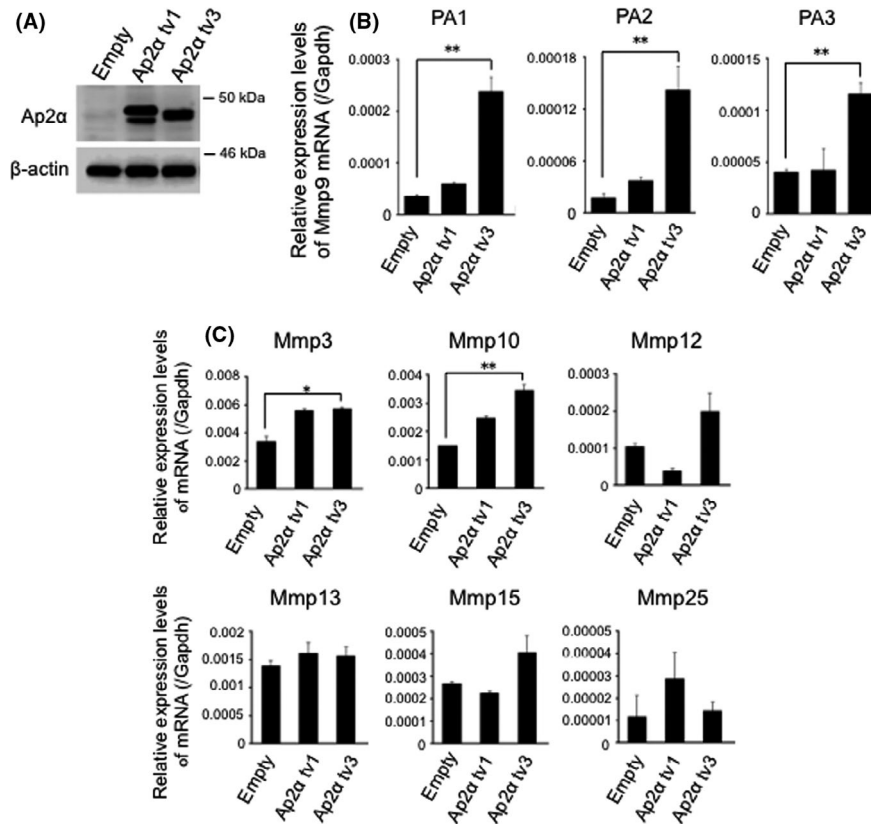 (A)
Empty
Ap2α tv1
Ap2α tv3
Ap2α
50 kDa
β-actin
46 kDa
(B)
Relative expression levels
of Mmp9 mRNA (/Gapdh)
PA1
0.0003
0.0002
0.0001
0
**
Empty
Ap2α tv1
Ap2α tv3
PA2
0.00018
0.00012
0.00006
0
**
Empty
Ap2α tv1
Ap2α tv3
PA3
0.00015
0.0001
0.00005
0
**
Empty
Ap2α tv1
Ap2α tv3
(C)
Relative expression levels
of mRNA (/Gapdh)
Mmp3
0.008
0.006
0.004
0.002
0
*
Empty
Ap2α tv1
Ap2α tv3
Mmp10
0.004
0.003
0.002
0.001
0
**
Empty
Ap2α tv1
Ap2α tv3
Mmp12
0.0003
0.0002
0.0001
0
Empty
Ap2α tv1
Ap2α tv3
Relative expression levels
of mRNA (/Gapdh)
Mmp13
0.002
0.0015
0.001
0.0005
0
Empty
Ap2α tv1
Ap2α tv3
Mmp15
0.0005
0.0004
0.0003
0.0002
0.0001
0
Empty
Ap2α tv1
Ap2α tv3
Mmp25
0.00005
0.00004
0.00003
0.00002
0.00001
0
Empty
Ap2α tv1
Ap2α tv3